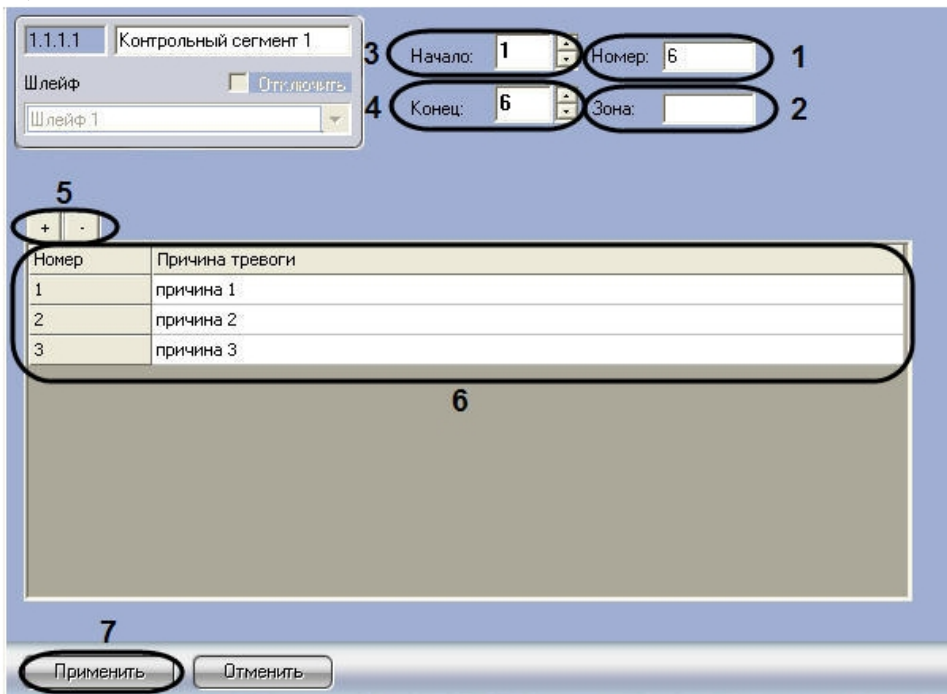 1.1.1.1 Контрольный сегмент 1
3 Начало: 1 Номер: 6 1
Шлейф Отключить
Шлейф 1
4 Конец: 6 Зона: 2
5
+ -
Номер Причина тревоги
1 причина 1
2 причина 2
3 причина 3
6
7
Применить Отменить